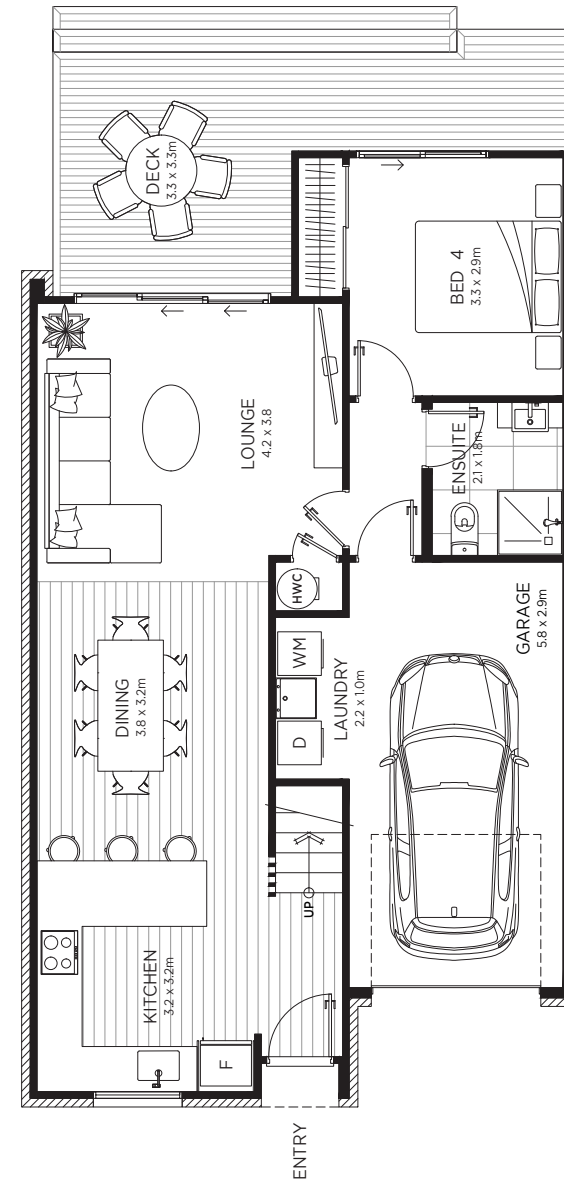 DECK
3.3 x 3.3m
BED 4
3.3 x 2.9m
LOUNGE
4.2 x 3.8
ENSUITE
2.1 x 1.8m
HWC
WM
D
LAUNDRY
2.2 x 1.0m
GARAGE
5.8 x 2.9m
DINING
3.8 x 3.2m
UP
KITCHEN
3.2 x 3.2m
F
ENTRY